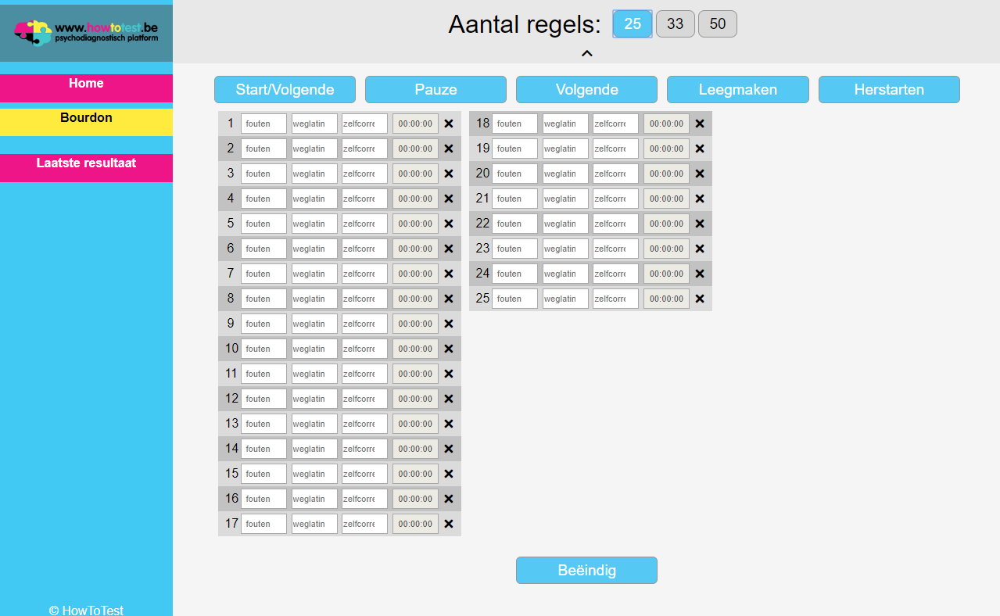 www.howtotest.be
psychodiagnostisch platform
Home
Bourdon
Laatste resultaat
© HowToTest
Aantal regels: 25 33 50
Start/Volgende Pauze Volgende Leegmaken Herstarten
1 fouten weglatin zelfcorre 00:00:00
2 fouten weglatin zelfcorre 00:00:00
3 fouten weglatin zelfcorre 00:00:00
4 fouten weglatin zelfcorre 00:00:00
5 fouten weglatin zelfcorre 00:00:00
6 fouten weglatin zelfcorre 00:00:00
7 fouten weglatin zelfcorre 00:00:00
8 fouten weglatin zelfcorre 00:00:00
9 fouten weglatin zelfcorre 00:00:00
10 fouten weglatin zelfcorre 00:00:00
11 fouten weglatin zelfcorre 00:00:00
12 fouten weglatin zelfcorre 00:00:00
13 fouten weglatin zelfcorre 00:00:00
14 fouten weglatin zelfcorre 00:00:00
15 fouten weglatin zelfcorre 00:00:00
16 fouten weglatin zelfcorre 00:00:00
17 fouten weglatin zelfcorre 00:00:00
18 fouten weglatin zelfcorre 00:00:00
19 fouten weglatin zelfcorre 00:00:00
20 fouten weglatin zelfcorre 00:00:00
21 fouten weglatin zelfcorre 00:00:00
22 fouten weglatin zelfcorre 00:00:00
23 fouten weglatin zelfcorre 00:00:00
24 fouten weglatin zelfcorre 00:00:00
25 fouten weglatin zelfcorre 00:00:00
Beëindig